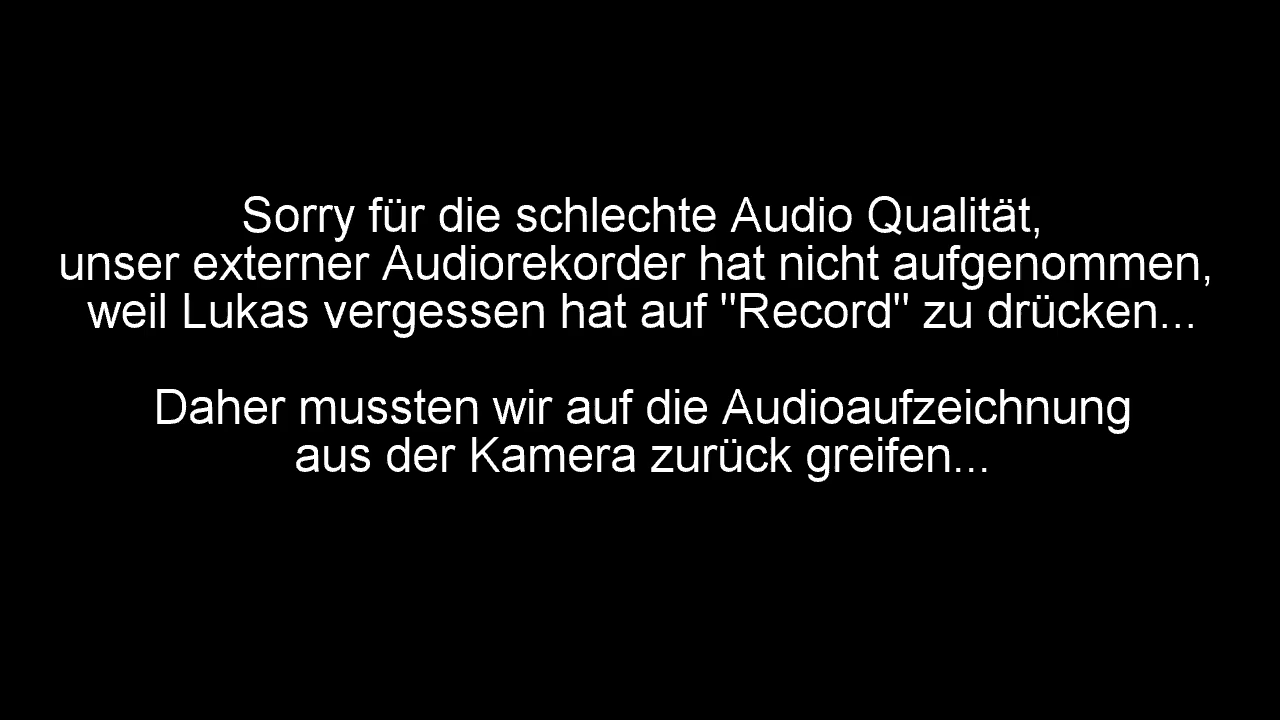 Sorry für die schlechte Audio Qualität,
unser externer Audiorekorder hat nicht aufgenommen,
weil Lukas vergessen hat auf "Record" zu drücken...
Daher mussten wir auf die Audioaufzeichnung
aus der Kamera zurück greifen...